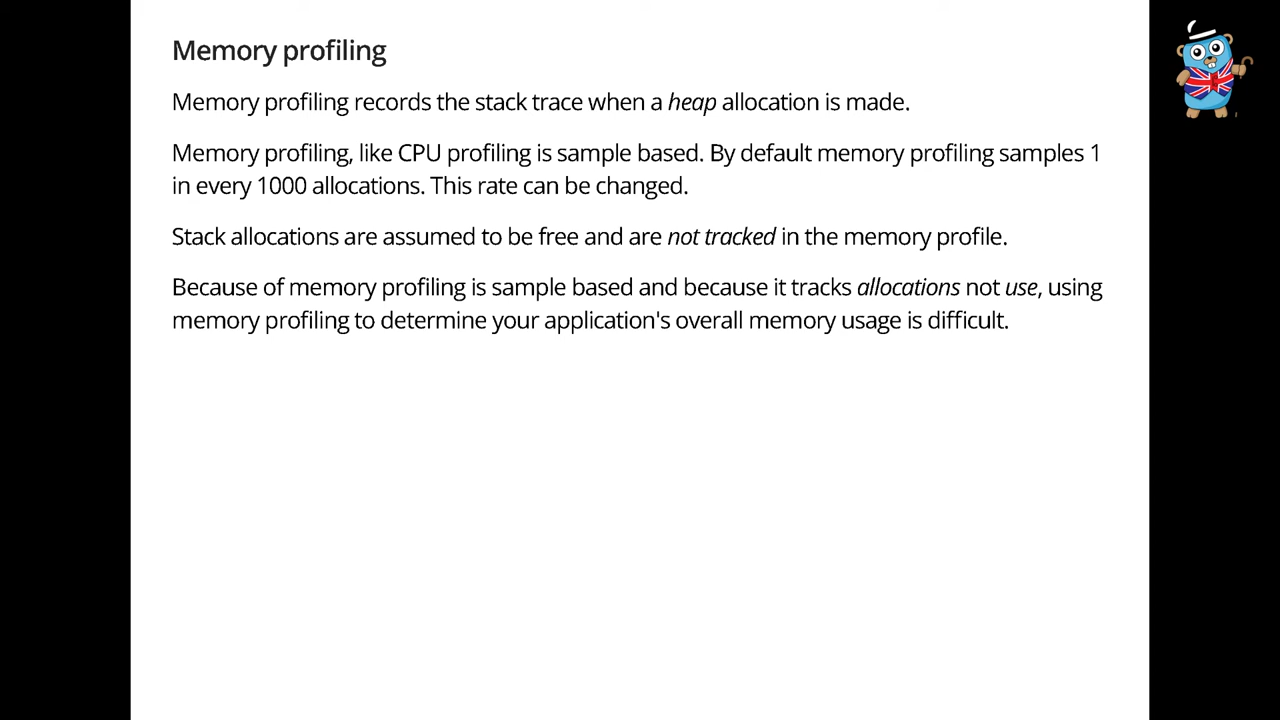 Memory profiling
Memory profiling records the stack trace when a heap allocation is made.
Memory profiling, like CPU profiling is sample based. By default memory profiling samples 1
in every 1000 allocations. This rate can be changed.
Stack allocations are assumed to be free and are not tracked in the memory profile.
Because of memory profiling is sample based and because it tracks allocations not use, using
memory profiling to determine your application's overall memory usage is difficult.